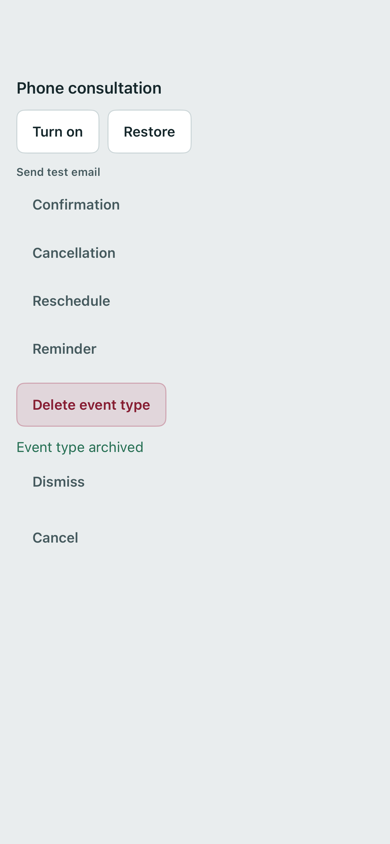 Phone consultation
Turn on Restore
Send test email
Confirmation
Cancellation
Reschedule
Reminder
Delete event type
Event type archived
Dismiss
Cancel